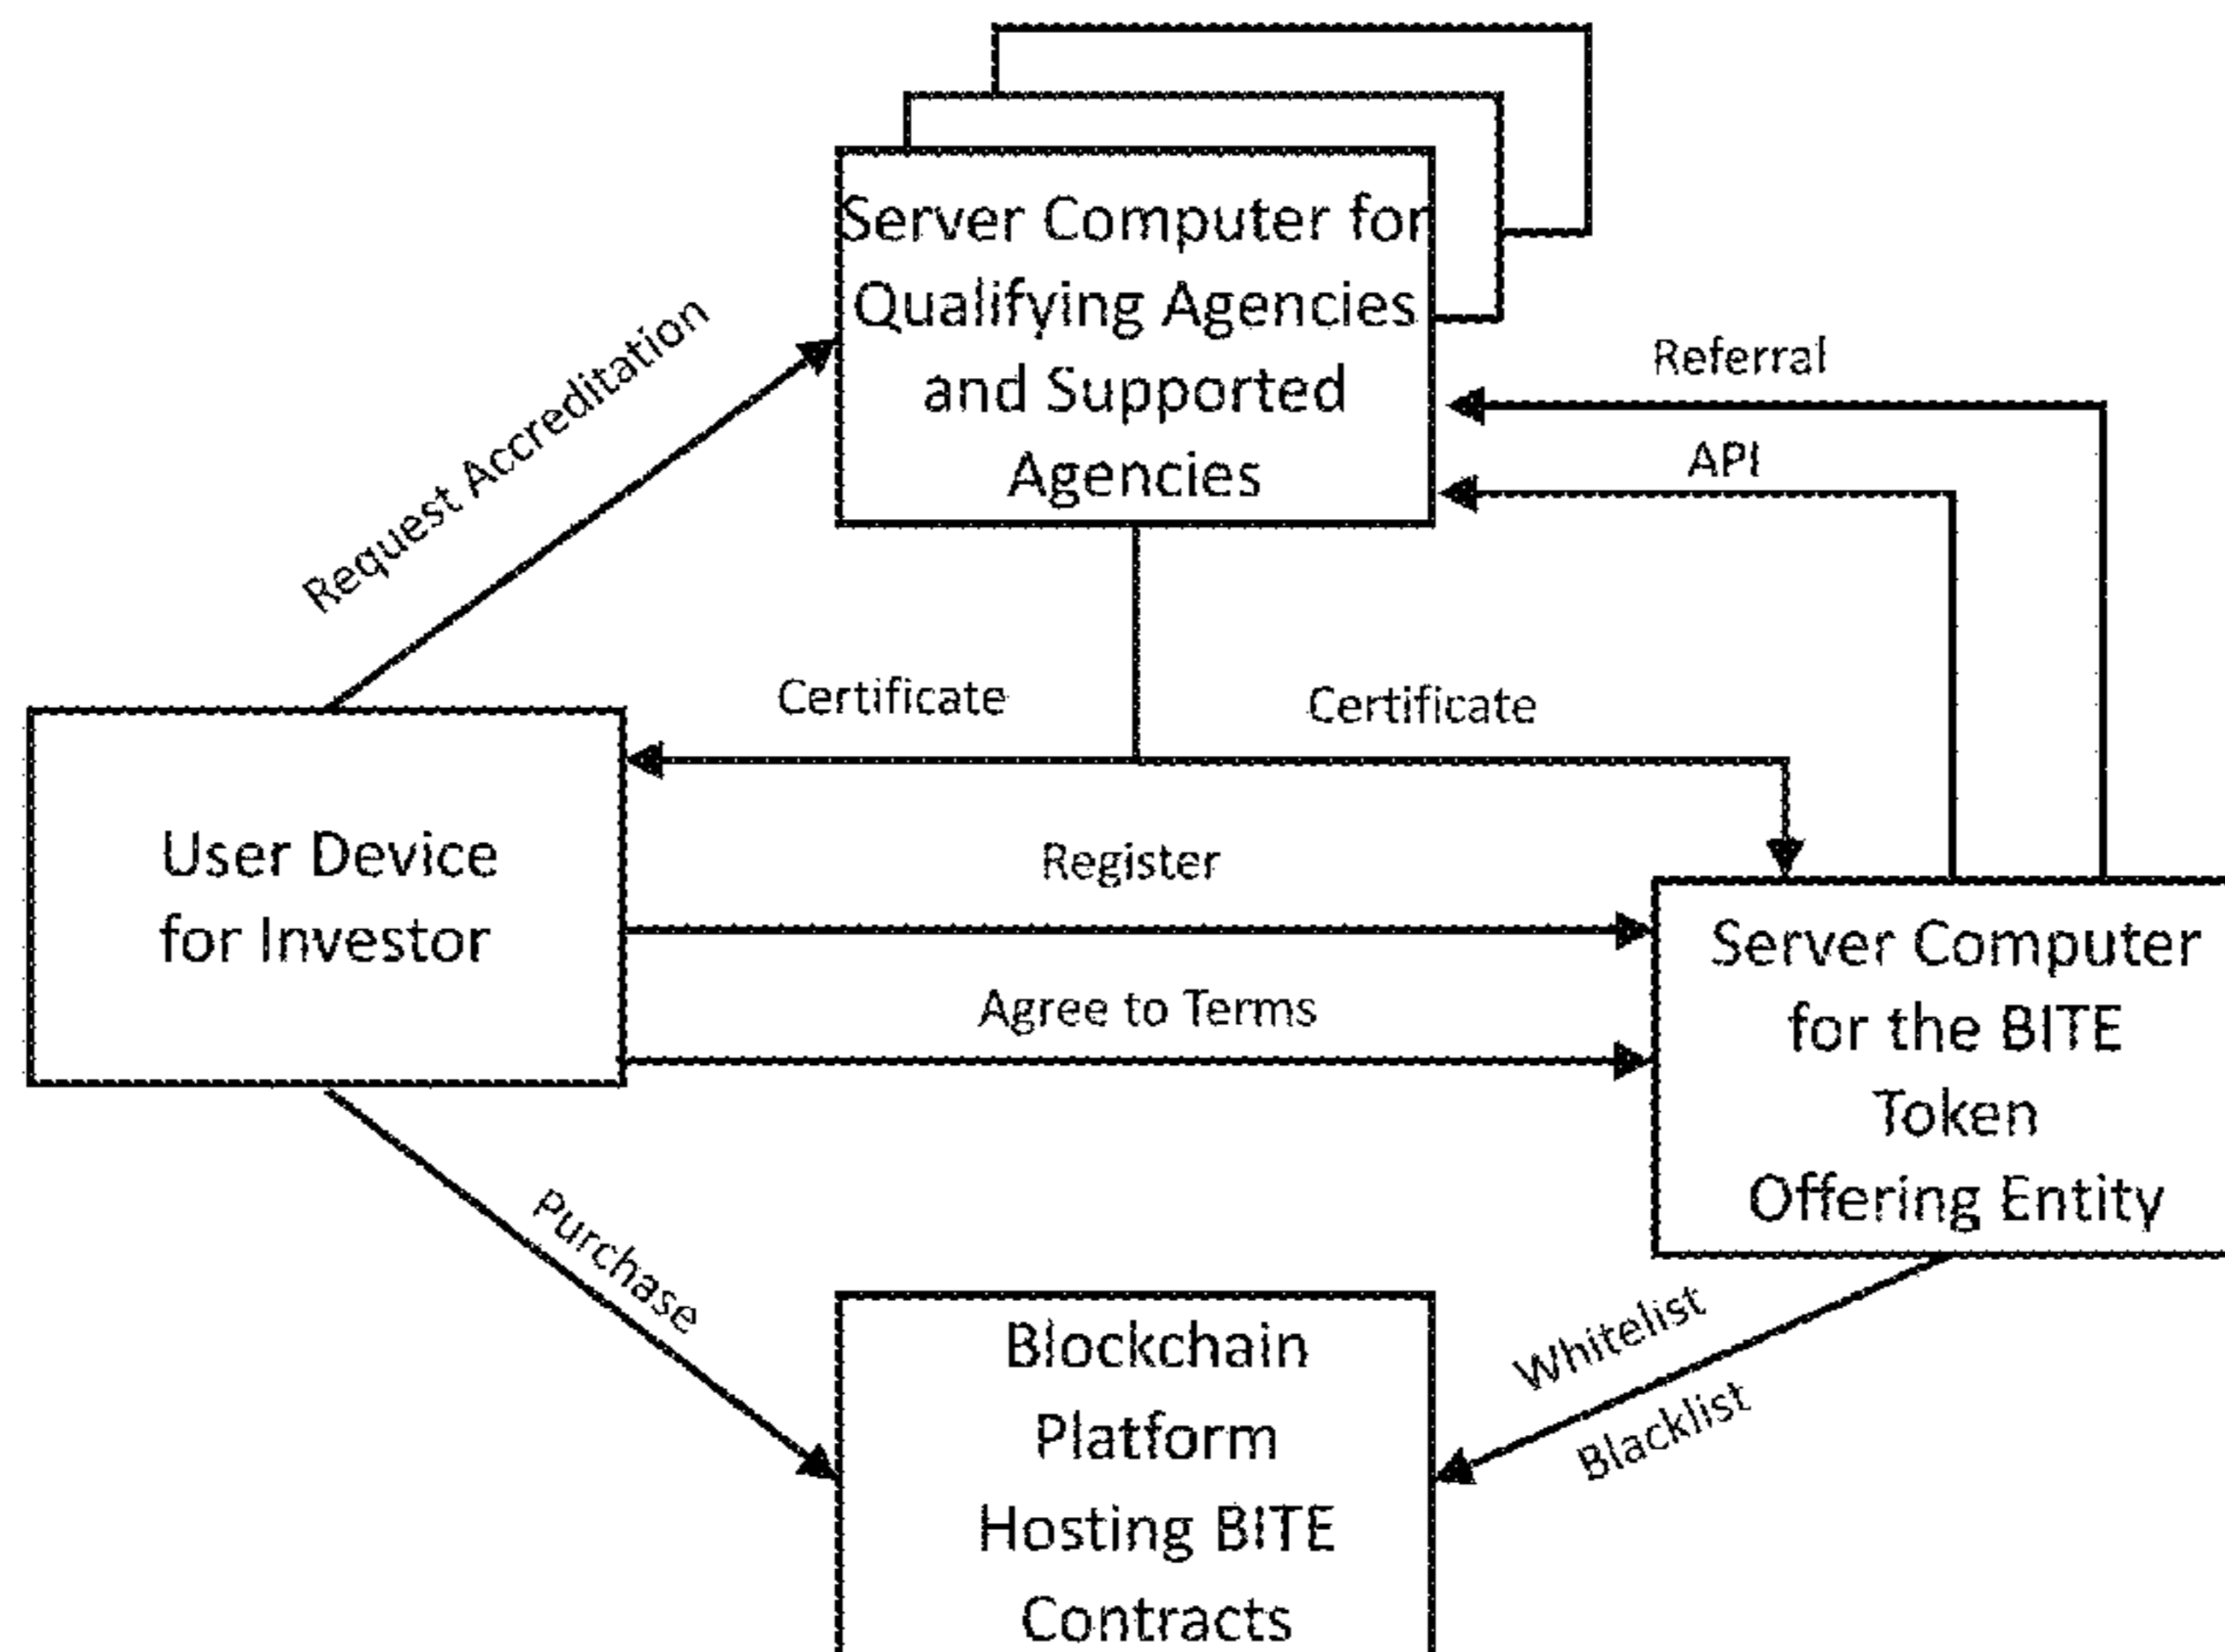 Server Computer for
Qualifying Agencies
and Supported
Agencies
Referral
API
Request Accreditation
Certificate
Certificate
User Device
for Investor
Register
Agree to Terms
Server Computer
for the BITE
Token
Offering Entity
Purchase
Whitelist
Blacklist
Blockchain
Platform
Hosting BITE
Contracts